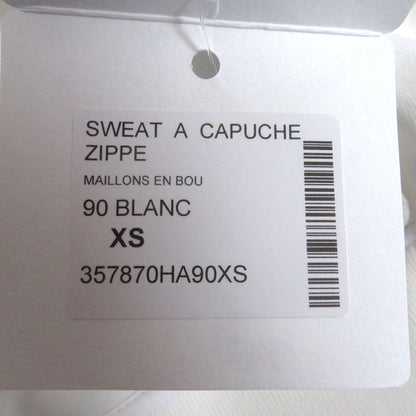 SWEAT A CAPUCHE
ZIPPE
MAILLONS EN BOU
90 BLANC
XS
357870HA90XS